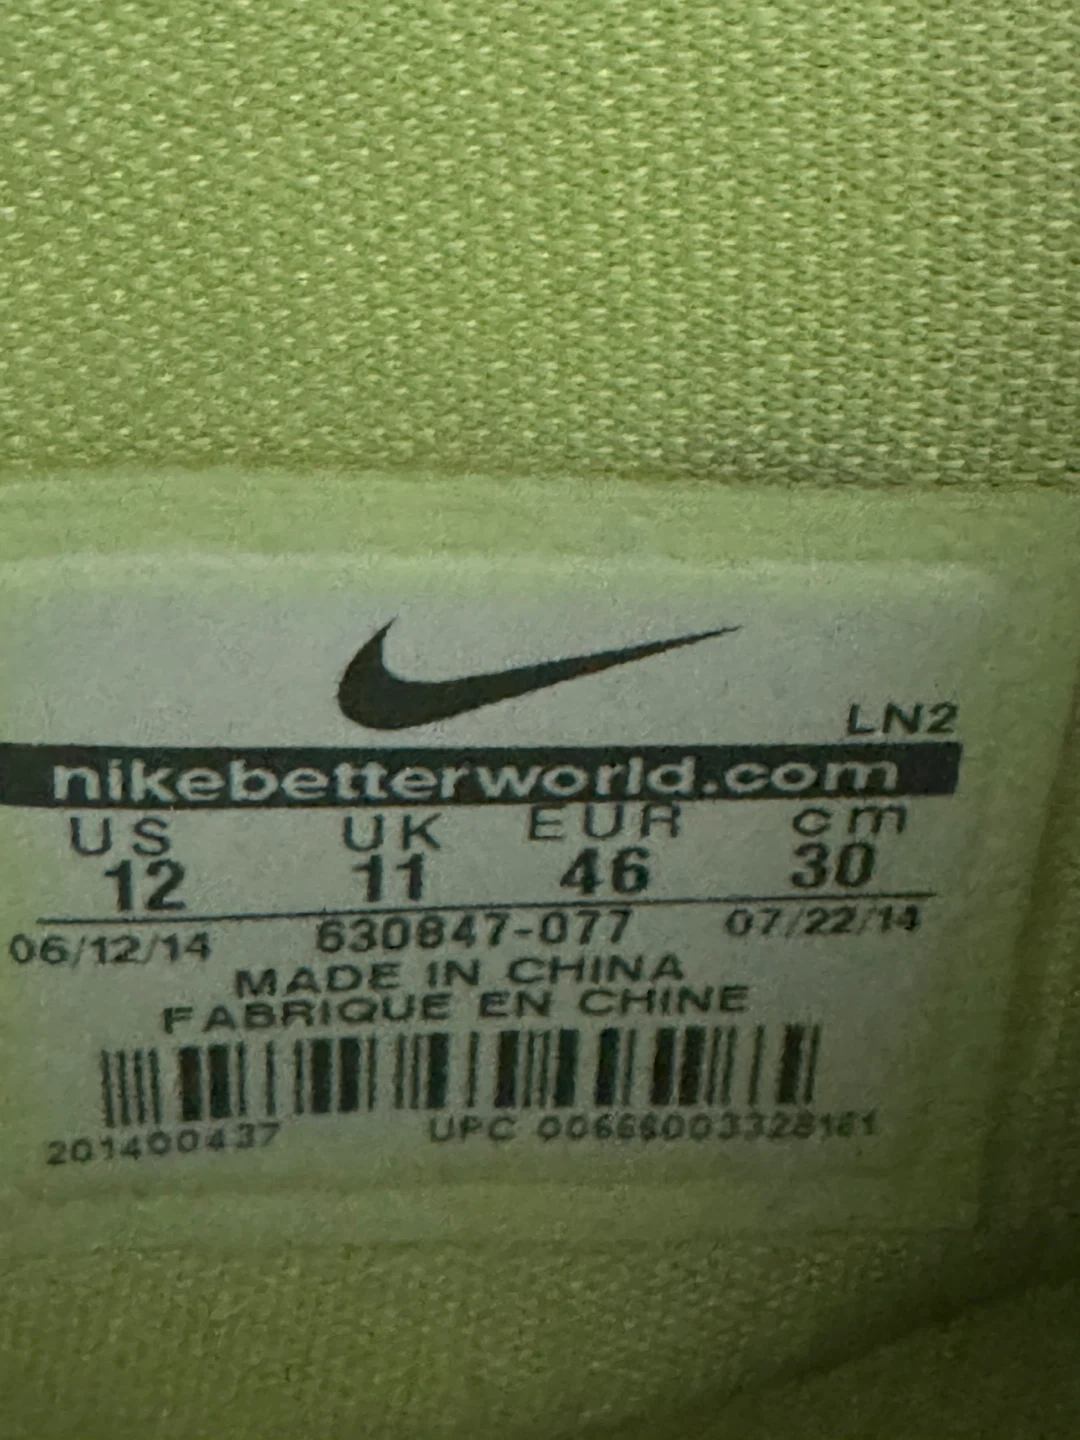 LN2
nikebetterworld.com
US UK EUR cm
12 11 46 30
06/12/14 630847-077 07/22/14
MADE IN CHINA
FABRIQUE EN CHINE
201400437 UPC